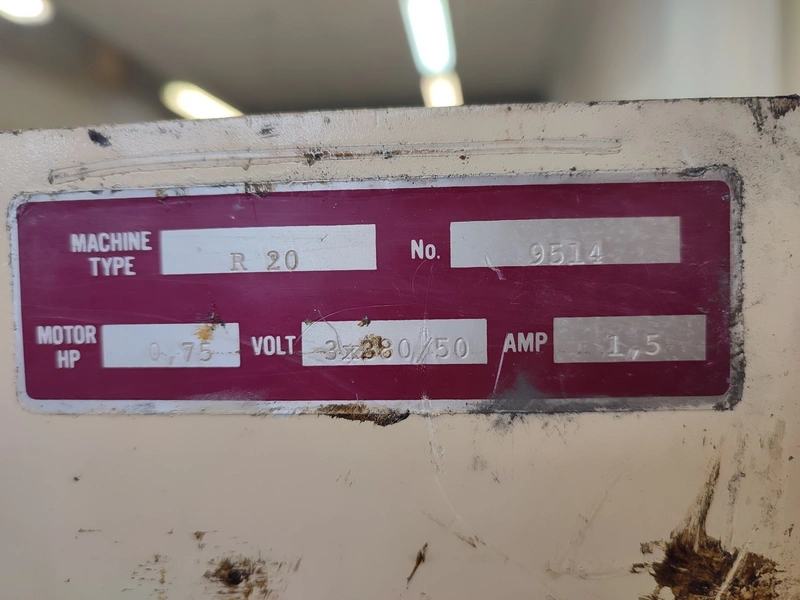 MACHINE TYPE R 20 No. 9514
MOTOR HP 0,75 VOLT 3x380/50 AMP 1,5